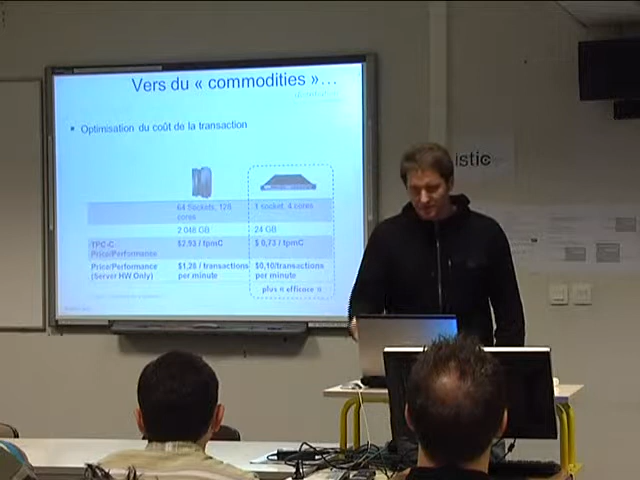 Vers du « commodities »...
▪ Optimisation du coût de la transaction
64 Sockets, 128 cores
1 socket, 4 cores
2 048 GB
24 GB
TPC-C Price/Performance
$2.93 / tpmC
$ 0,73 / tpmC
Price/Performance (Server HW Only)
$1,28 / transactions per minute
$0,10/transactions per minute
plus « efficace »
istic